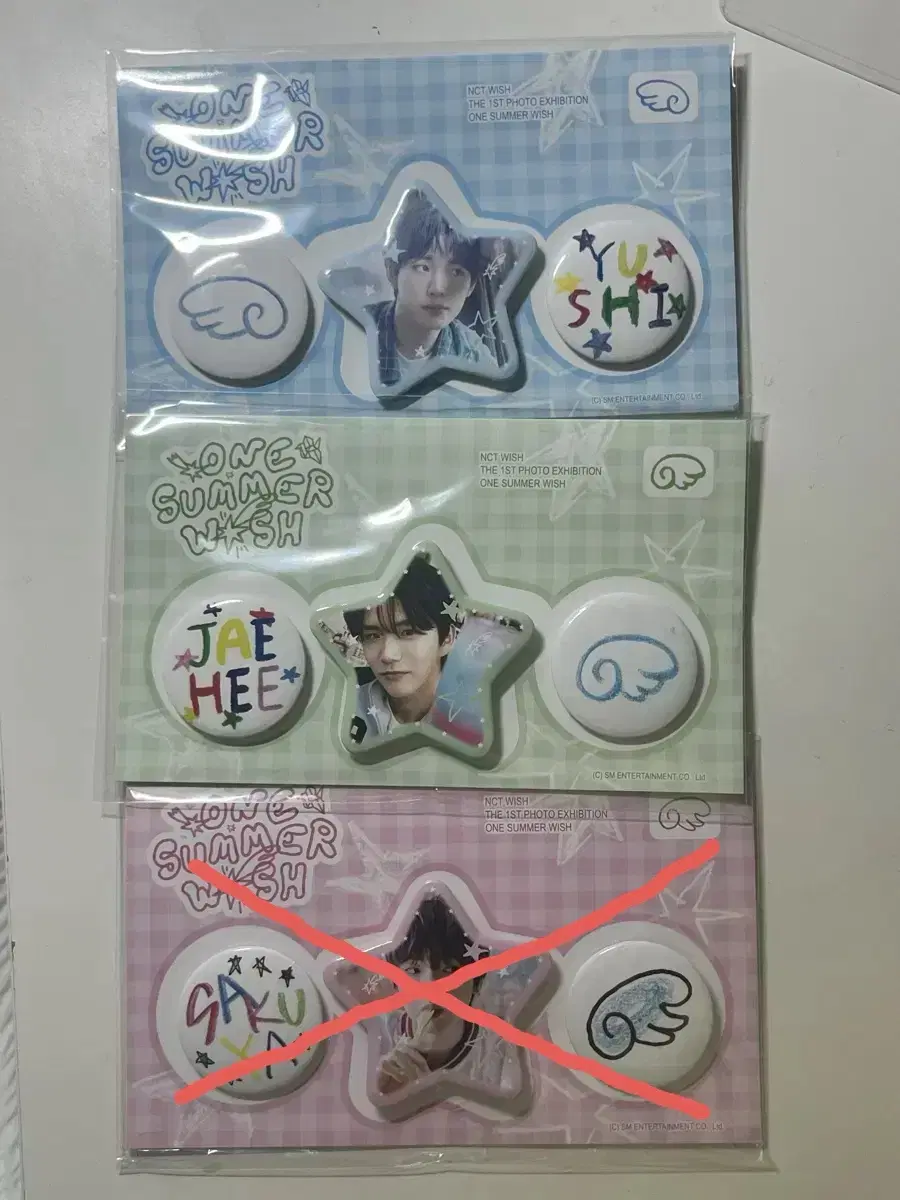 ONE
SUMMER
WISH
NCT WISH
THE 1ST PHOTO EXHIBITION
ONE SUMMER WISH
YU
SHI
(C) SM ENTERTAINMENT CO., Ltd.
ONE
SUMMER
WISH
NCT WISH
THE 1ST PHOTO EXHIBITION
ONE SUMMER WISH
JAE
HEE
(C) SM ENTERTAINMENT CO., Ltd.
ONE
SUMMER
WISH
NCT WISH
THE 1ST PHOTO EXHIBITION
ONE SUMMER WISH
SAKU
YA
(C) SM ENTERTAINMENT CO., Ltd.